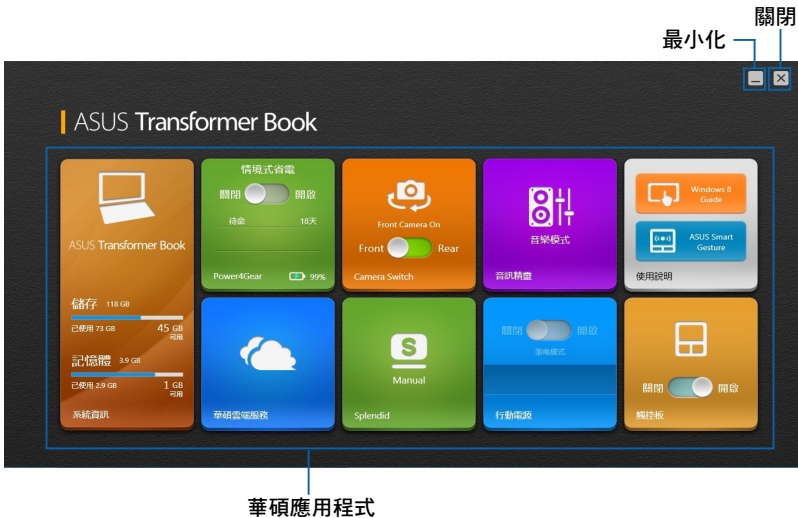 關閉
最小化
ASUS Transformer Book
ASUS Transformer Book
儲存 118 GB
已使用 73 GB 45 GB
可用
記憶體 3.9 GB
已使用 2.9 GB 1 GB
可用
系統資訊
情境式省電
關閉 開啟
待命 18天
Power4Gear 99%
Front Camera On
Front Rear
Camera Switch
音樂模式
音訊精靈
Windows 8
Guide
ASUS Smart
Gesture
使用說明
華碩雲端服務
S
Manual
Splendid
關閉 開啟
行動電源
關閉 開啟
觸控板
華碩應用程式